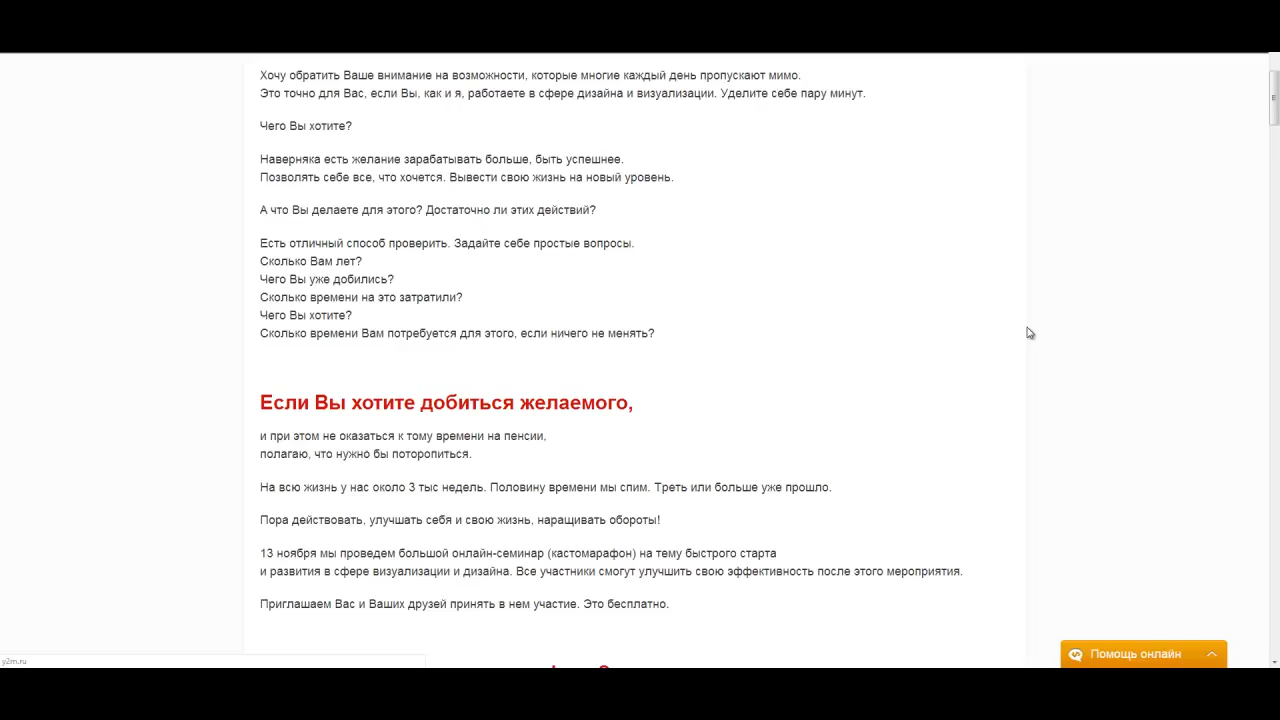 Хочу обратить Ваше внимание на возможности, которые многие каждый день пропускают мимо.
Это точно для Вас, если Вы, как и я, работаете в сфере дизайна и визуализации. Уделите себе пару минут.
Чего Вы хотите?
Наверняка есть желание зарабатывать больше, быть успешнее.
Позволять себе все, что хочется. Вывести свою жизнь на новый уровень.
А что Вы делаете для этого? Достаточно ли этих действий?
Есть отличный способ проверить. Задайте себе простые вопросы.
Сколько Вам лет?
Чего Вы уже добились?
Сколько времени на это затратили?
Чего Вы хотите?
Сколько времени Вам потребуется для этого, если ничего не менять?
Если Вы хотите добиться желаемого,
и при этом не оказаться к тому времени на пенсии,
полагаю, что нужно бы поторопиться.
На всю жизнь у нас около 3 тыс недель. Половину времени мы спим. Треть или больше уже прошло.
Пора действовать, улучшать себя и свою жизнь, наращивать обороты!
13 ноября мы проведем большой онлайн-семинар (кастомарафон) на тему быстрого старта
и развития в сфере визуализации и дизайна. Все участники смогут улучшить свою эффективность после этого мероприятия.
Приглашаем Вас и Ваших друзей принять в нем участие. Это бесплатно.
Помощь онлайн
y2m.ru